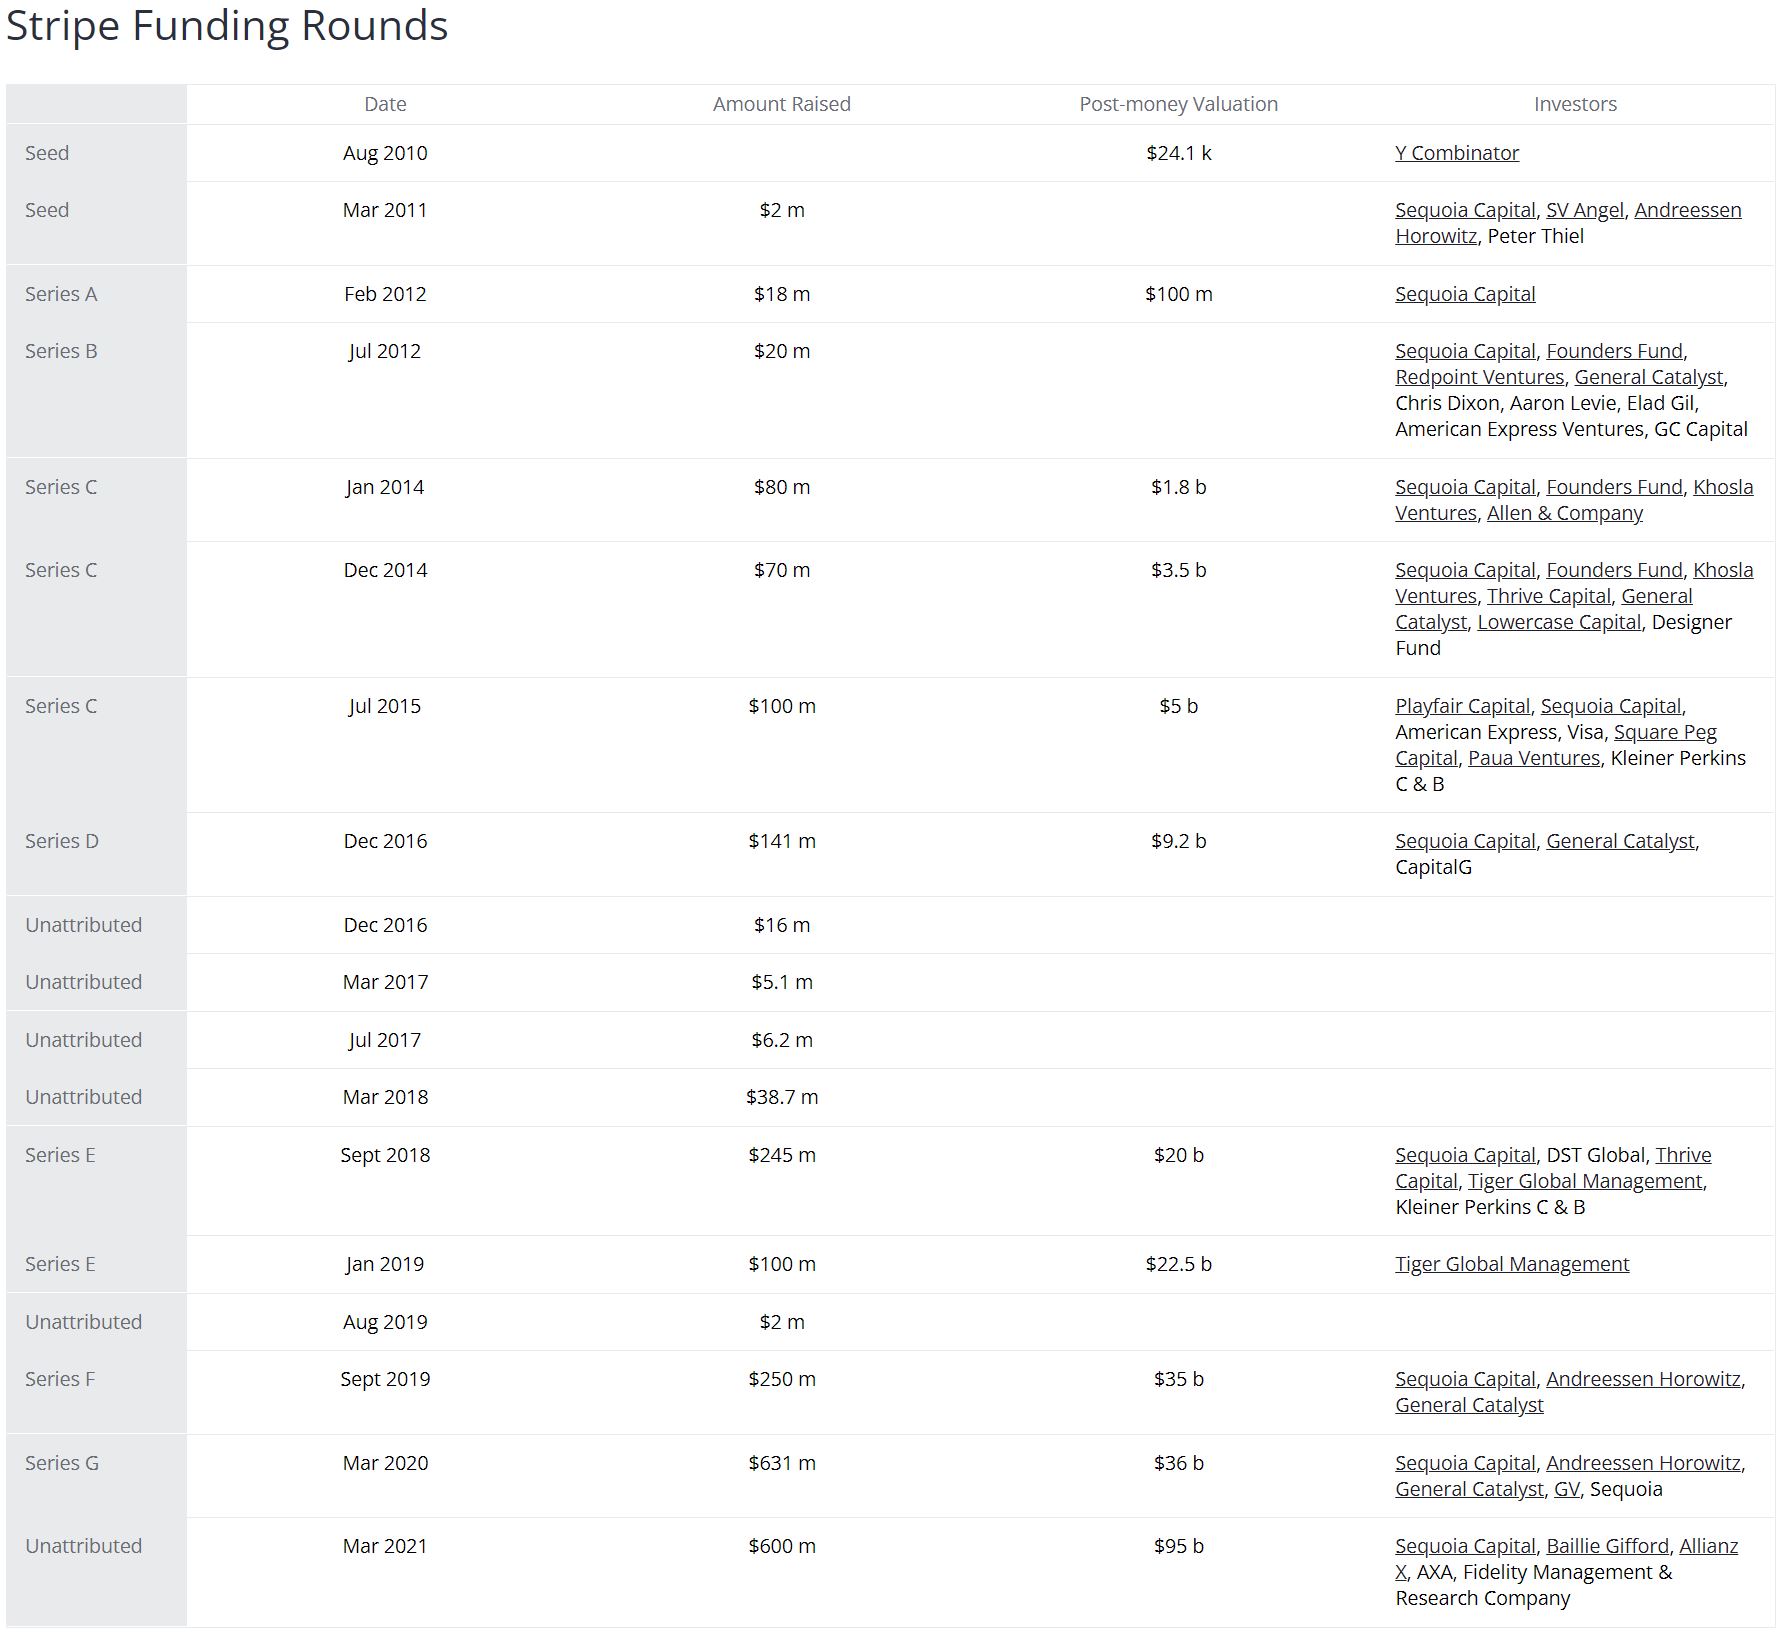 Stripe Funding Rounds
Date Amount Raised Post-money Valuation Investors
Seed Aug 2010 $24.1 k Y Combinator
Seed Mar 2011 $2 m Sequoia Capital, SV Angel, Andreessen
Horowitz, Peter Thiel
Series A Feb 2012 $18 m $100 m Sequoia Capital
Series B Jul 2012 $20 m Sequoia Capital, Founders Fund,
Redpoint Ventures, General Catalyst,
Chris Dixon, Aaron Levie, Elad Gil,
American Express Ventures, GC Capital
Series C Jan 2014 $80 m $1.8 b Sequoia Capital, Founders Fund, Khosla
Ventures, Allen & Company
Series C Dec 2014 $70 m $3.5 b Sequoia Capital, Founders Fund, Khosla
Ventures, Thrive Capital, General
Catalyst, Lowercase Capital, Designer
Fund
Series C Jul 2015 $100 m $5 b Playfair Capital, Sequoia Capital,
American Express, Visa, Square Peg
Capital, Paua Ventures, Kleiner Perkins
C & B
Series D Dec 2016 $141 m $9.2 b Sequoia Capital, General Catalyst,
CapitalG
Unattributed Dec 2016 $16 m
Unattributed Mar 2017 $5.1 m
Unattributed Jul 2017 $6.2 m
Unattributed Mar 2018 $38.7 m
Series E Sept 2018 $245 m $20 b Sequoia Capital, DST Global, Thrive
Capital, Tiger Global Management,
Kleiner Perkins C & B
Series E Jan 2019 $100 m $22.5 b Tiger Global Management
Unattributed Aug 2019 $2 m
Series F Sept 2019 $250 m $35 b Sequoia Capital, Andreessen Horowitz,
General Catalyst
Series G Mar 2020 $631 m $36 b Sequoia Capital, Andreessen Horowitz,
General Catalyst, GV, Sequoia
Unattributed Mar 2021 $600 m $95 b Sequoia Capital, Baillie Gifford, Allianz
X, AXA, Fidelity Management &
Research Company